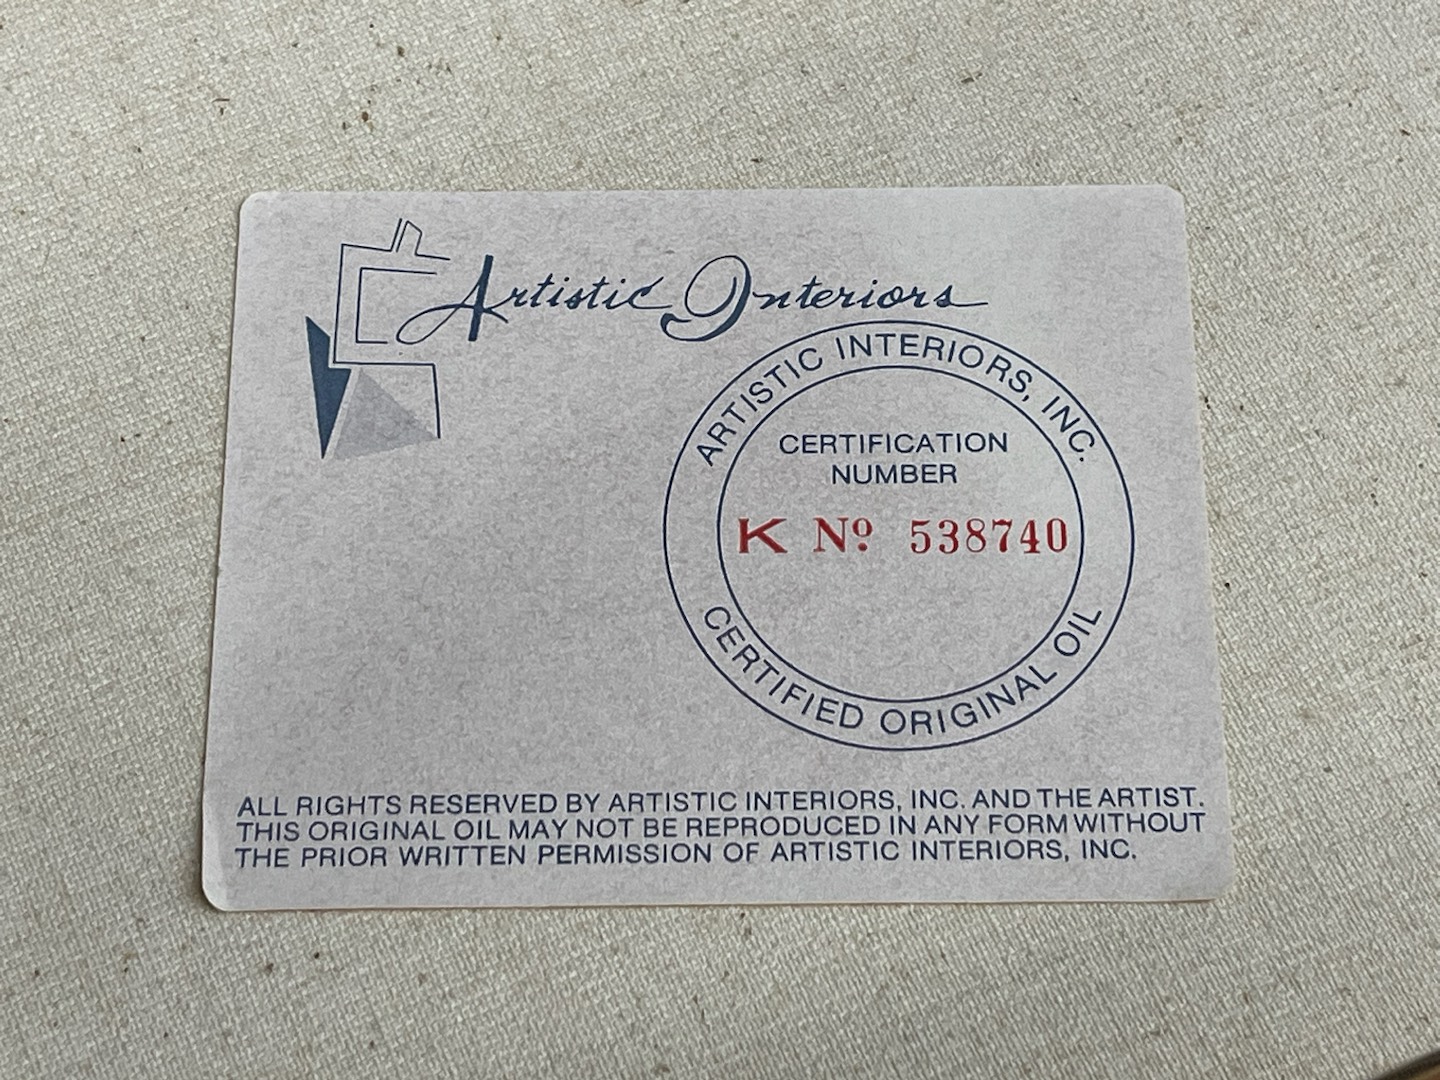 Artistic Interiors
ARTISTIC INTERIORS, INC.
CERTIFICATION
NUMBER
K Nº 538740
CERTIFIED ORIGINAL OIL
ALL RIGHTS RESERVED BY ARTISTIC INTERIORS, INC. AND THE ARTIST.
THIS ORIGINAL OIL MAY NOT BE REPRODUCED IN ANY FORM WITHOUT
THE PRIOR WRITTEN PERMISSION OF ARTISTIC INTERIORS, INC.